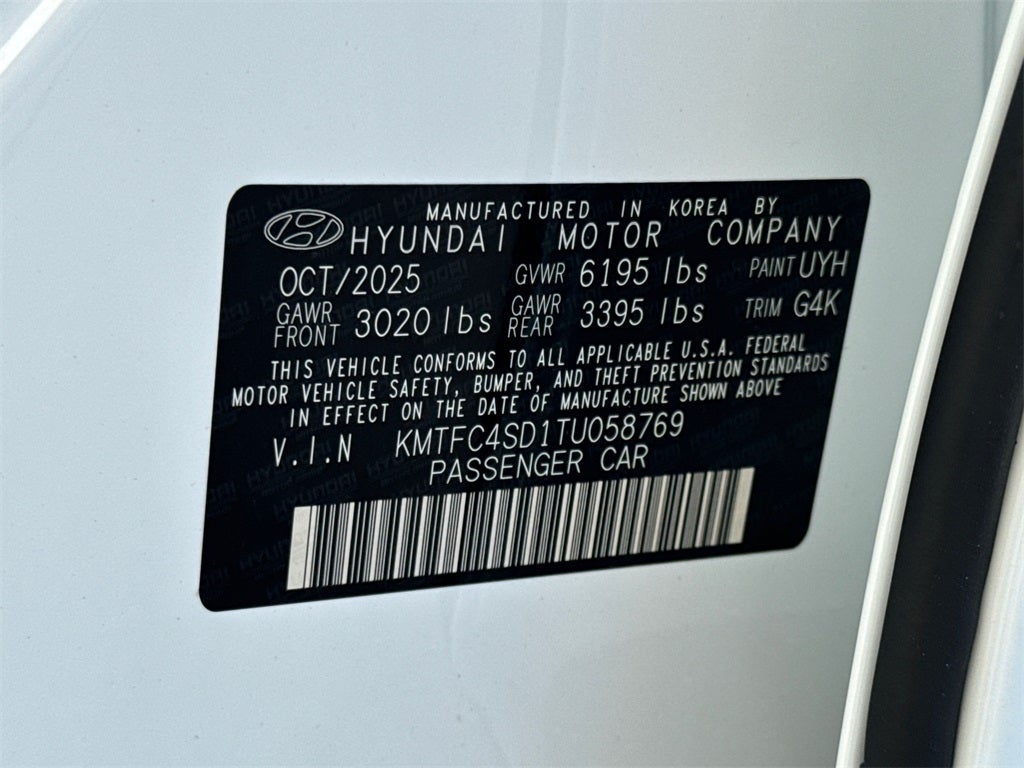 MANUFACTURED IN KOREA BY
HYUNDAI MOTOR COMPANY
OCT/2025 GVWR 6195 lbs PAINT UYH
GAWR FRONT 3020 lbs GAWR REAR 3395 lbs TRIM G4K
THIS VEHICLE CONFORMS TO ALL APPLICABLE U.S.A. FEDERAL
MOTOR VEHICLE SAFETY, BUMPER, AND THEFT PREVENTION STANDARDS
IN EFFECT ON THE DATE OF MANUFACTURE SHOWN ABOVE
V.I.N KMTFC4SD1TU058769
PASSENGER CAR